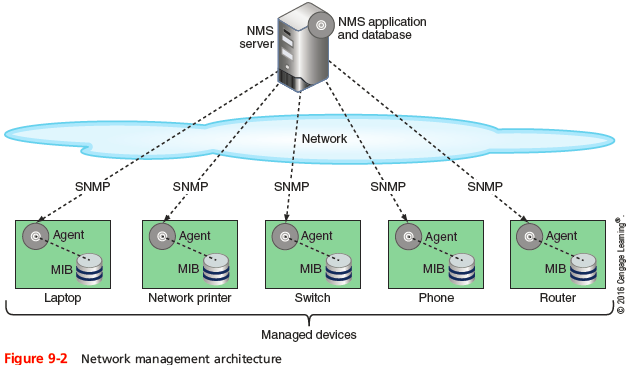 NMS
server
NMS application
and database
Network
SNMP
SNMP
SNMP
SNMP
SNMP
Agent
MIB
Agent
MIB
Agent
MIB
Agent
MIB
Agent
MIB
Laptop
Network printer
Switch
Phone
Router
Managed devices
© 2016 Cengage Learning®.
Figure 9-2 Network management architecture